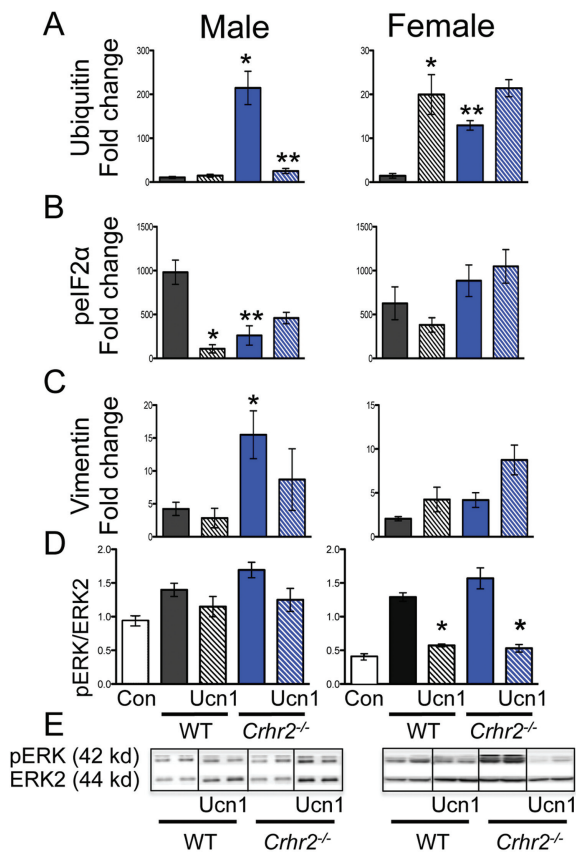 Male Female
A
Ubiquitin
Fold change
300
200
100
0
*
**
300
200
100
0
*
**
B
peIF2α
Fold change
1500
1000
500
0
*
**
1500
1000
500
0
C
Vimentin
Fold change
20
15
10
5
0
*
15
10
5
0
D
pERK/ERK2
2.0
1.5
1.0
0.5
0.0
2.0
1.5
1.0
0.5
0.0
*
*
Con Ucn1 Ucn1 Con Ucn1 Ucn1
WT Crhr2-/- WT Crhr2-/-
E
pERK (42 kd)
ERK2 (44 kd)
Ucn1 Ucn1 Ucn1 Ucn1
WT Crhr2-/- WT Crhr2-/-